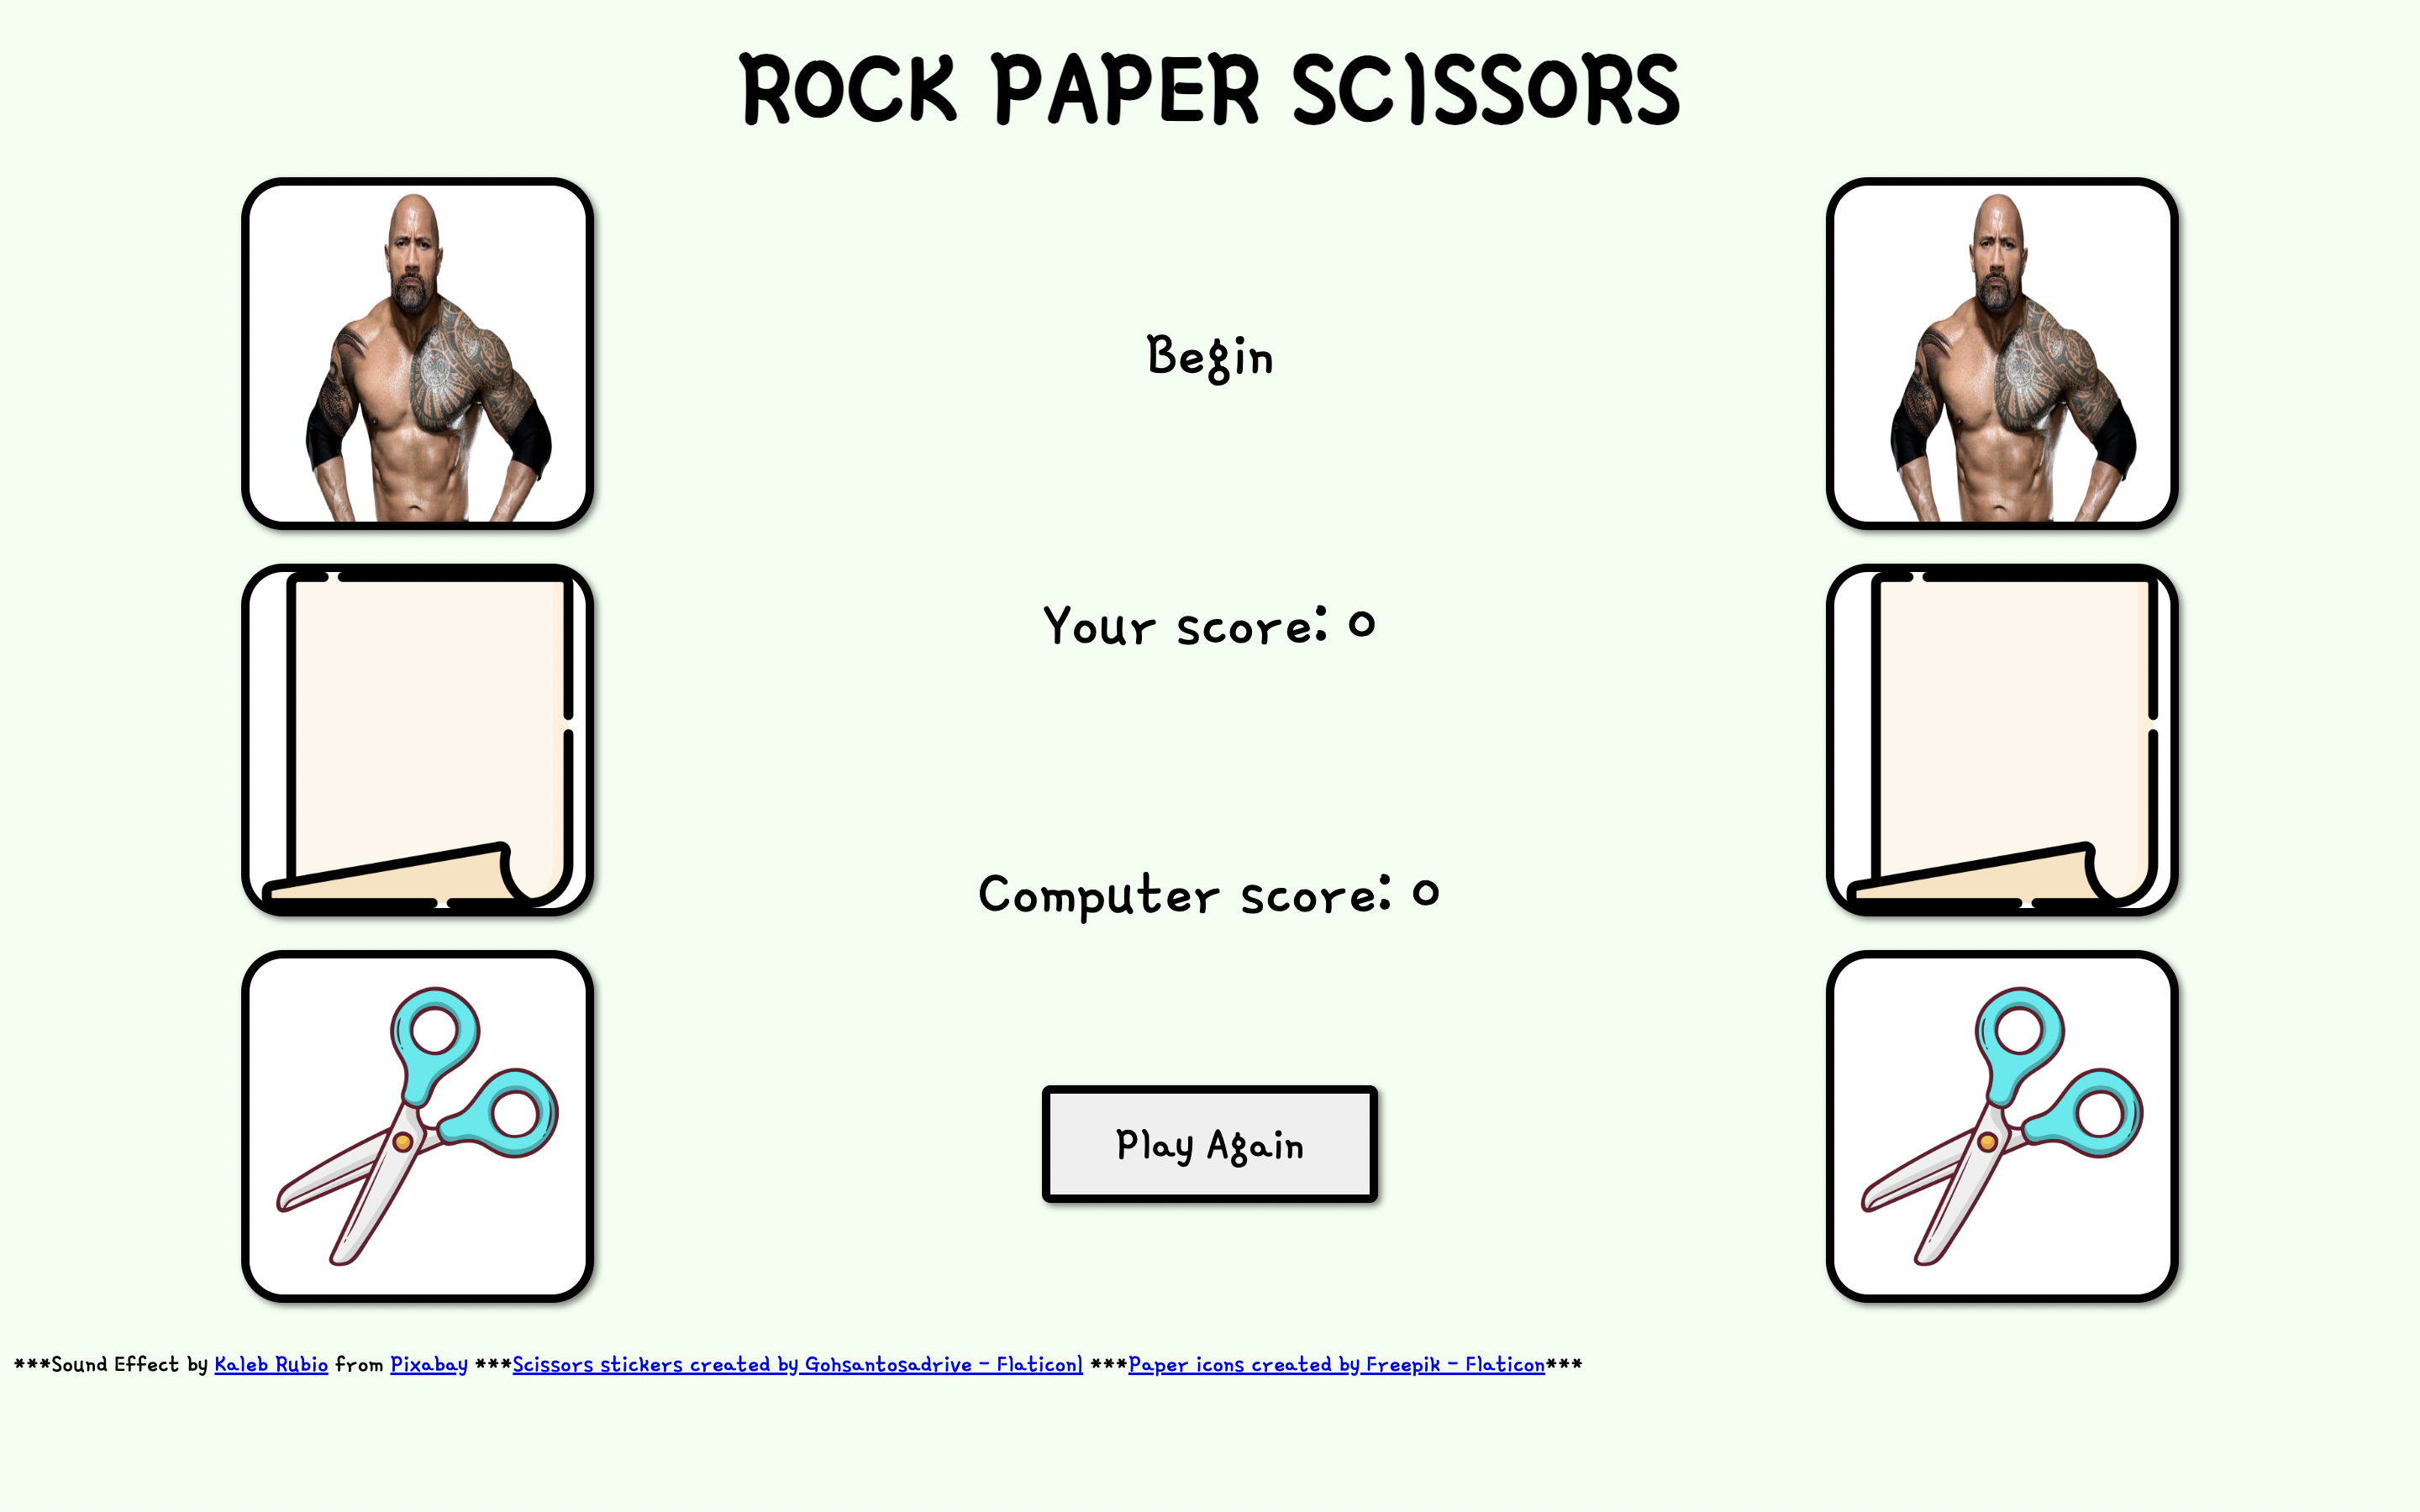 ROCK PAPER SCISSORS
Begin
Your score: 0
Computer score: 0
Play Again
***Sound Effect by Kaleb Rubio from Pixabay ***Scissors stickers created by Gohsantosadrive - Flaticon| ***Paper icons created by Freepik - Flaticon***